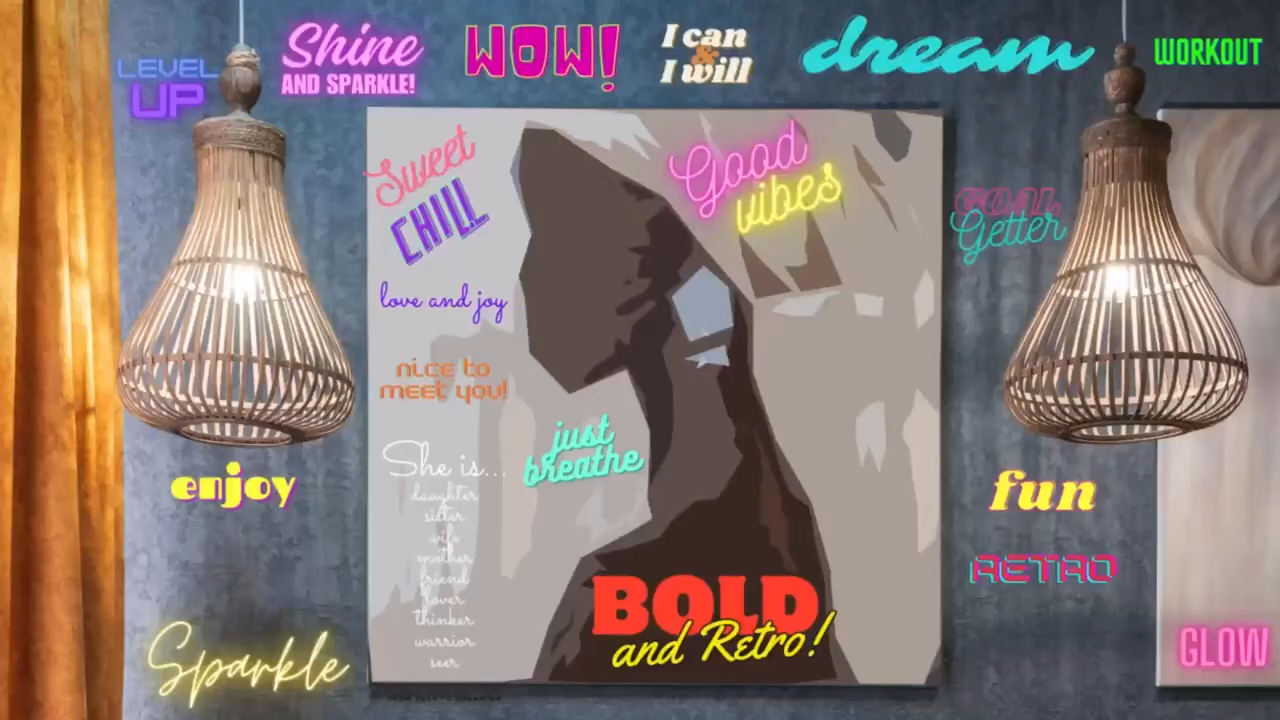 LEVEL
UP
Shine
AND SPARKLE!
WOW!
I can
&
I will
dream
WORKOUT
Sweet
CHILL
Good
vibes
GOAL
Getter
love and joy
nice to
meet you!
just
breathe
She is...
daughter
sister
wife
mother
friend
lover
thinker
warrior
seer
enjoy
fun
RETRO
BOLD
and Retro!
Sparkle
GLOW